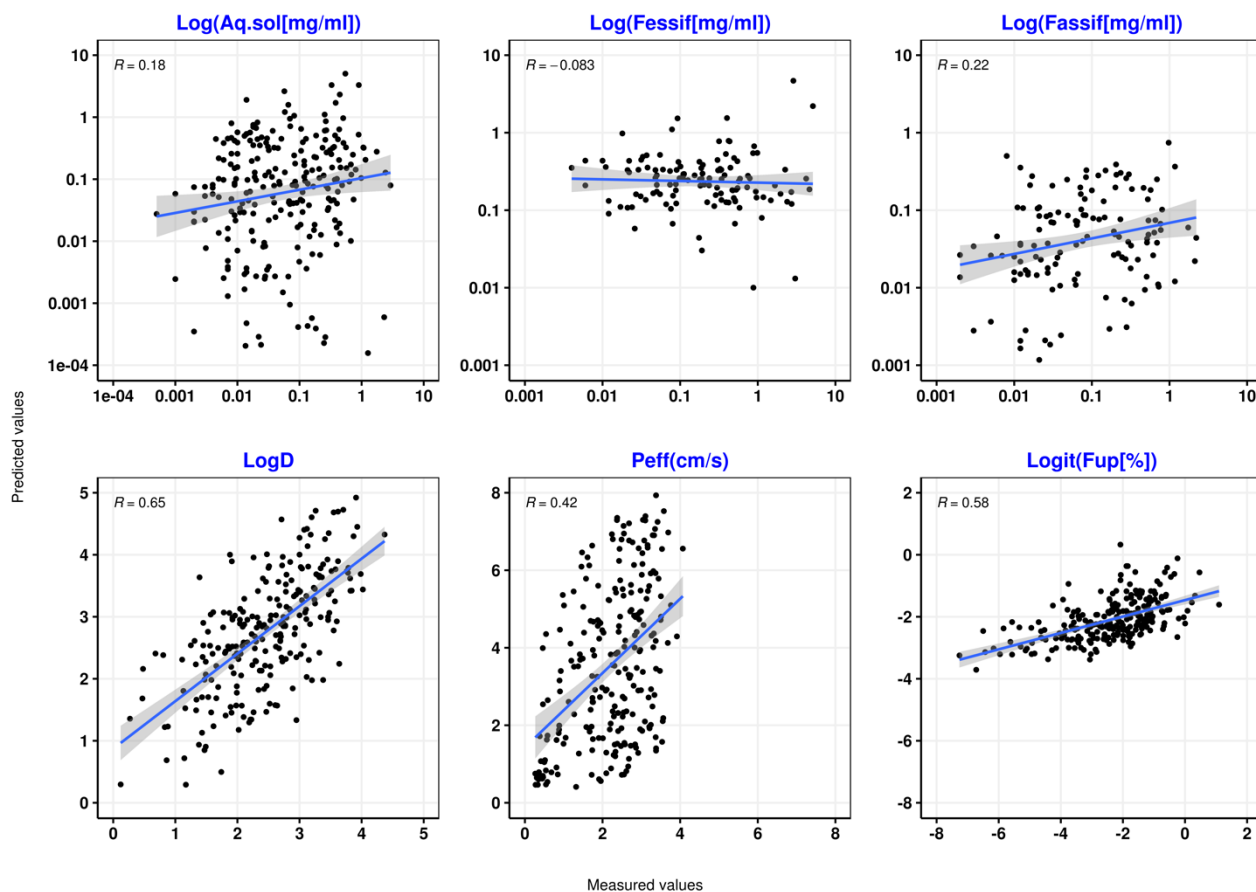 Log(Aq.sol[mg/ml])
Log(Fessif[mg/ml])
Log(Fassif[mg/ml])
R = 0.18
R = −0.083
R = 0.22
10
1
0.1
0.01
0.001
1e-04
10
1
0.1
0.01
0.001
10
1
0.1
0.01
0.001
1e-04 0.001 0.01 0.1 1 10
0.001 0.01 0.1 1 10
0.001 0.01 0.1 1 10
Predicted values
LogD
Peff(cm/s)
Logit(Fup[%])
R = 0.65
R = 0.42
R = 0.58
5
4
3
2
1
0
8
6
4
2
0
2
0
-2
-4
-6
-8
0 1 2 3 4 5
0 2 4 6 8
-8 -6 -4 -2 0 2
Measured values